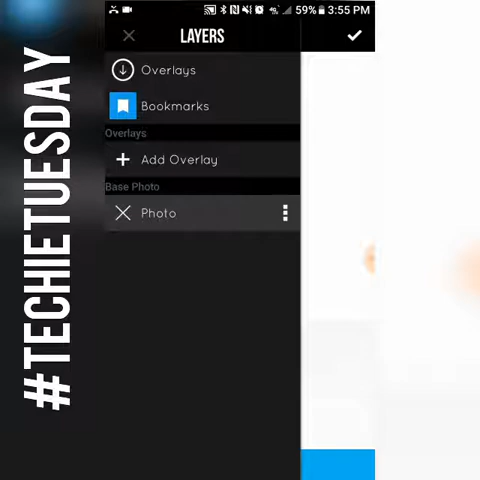 #TECHIETUESDAY
59% 3:55 PM
LAYERS
Overlays
Bookmarks
Overlays
Add Overlay
Base Photo
Photo